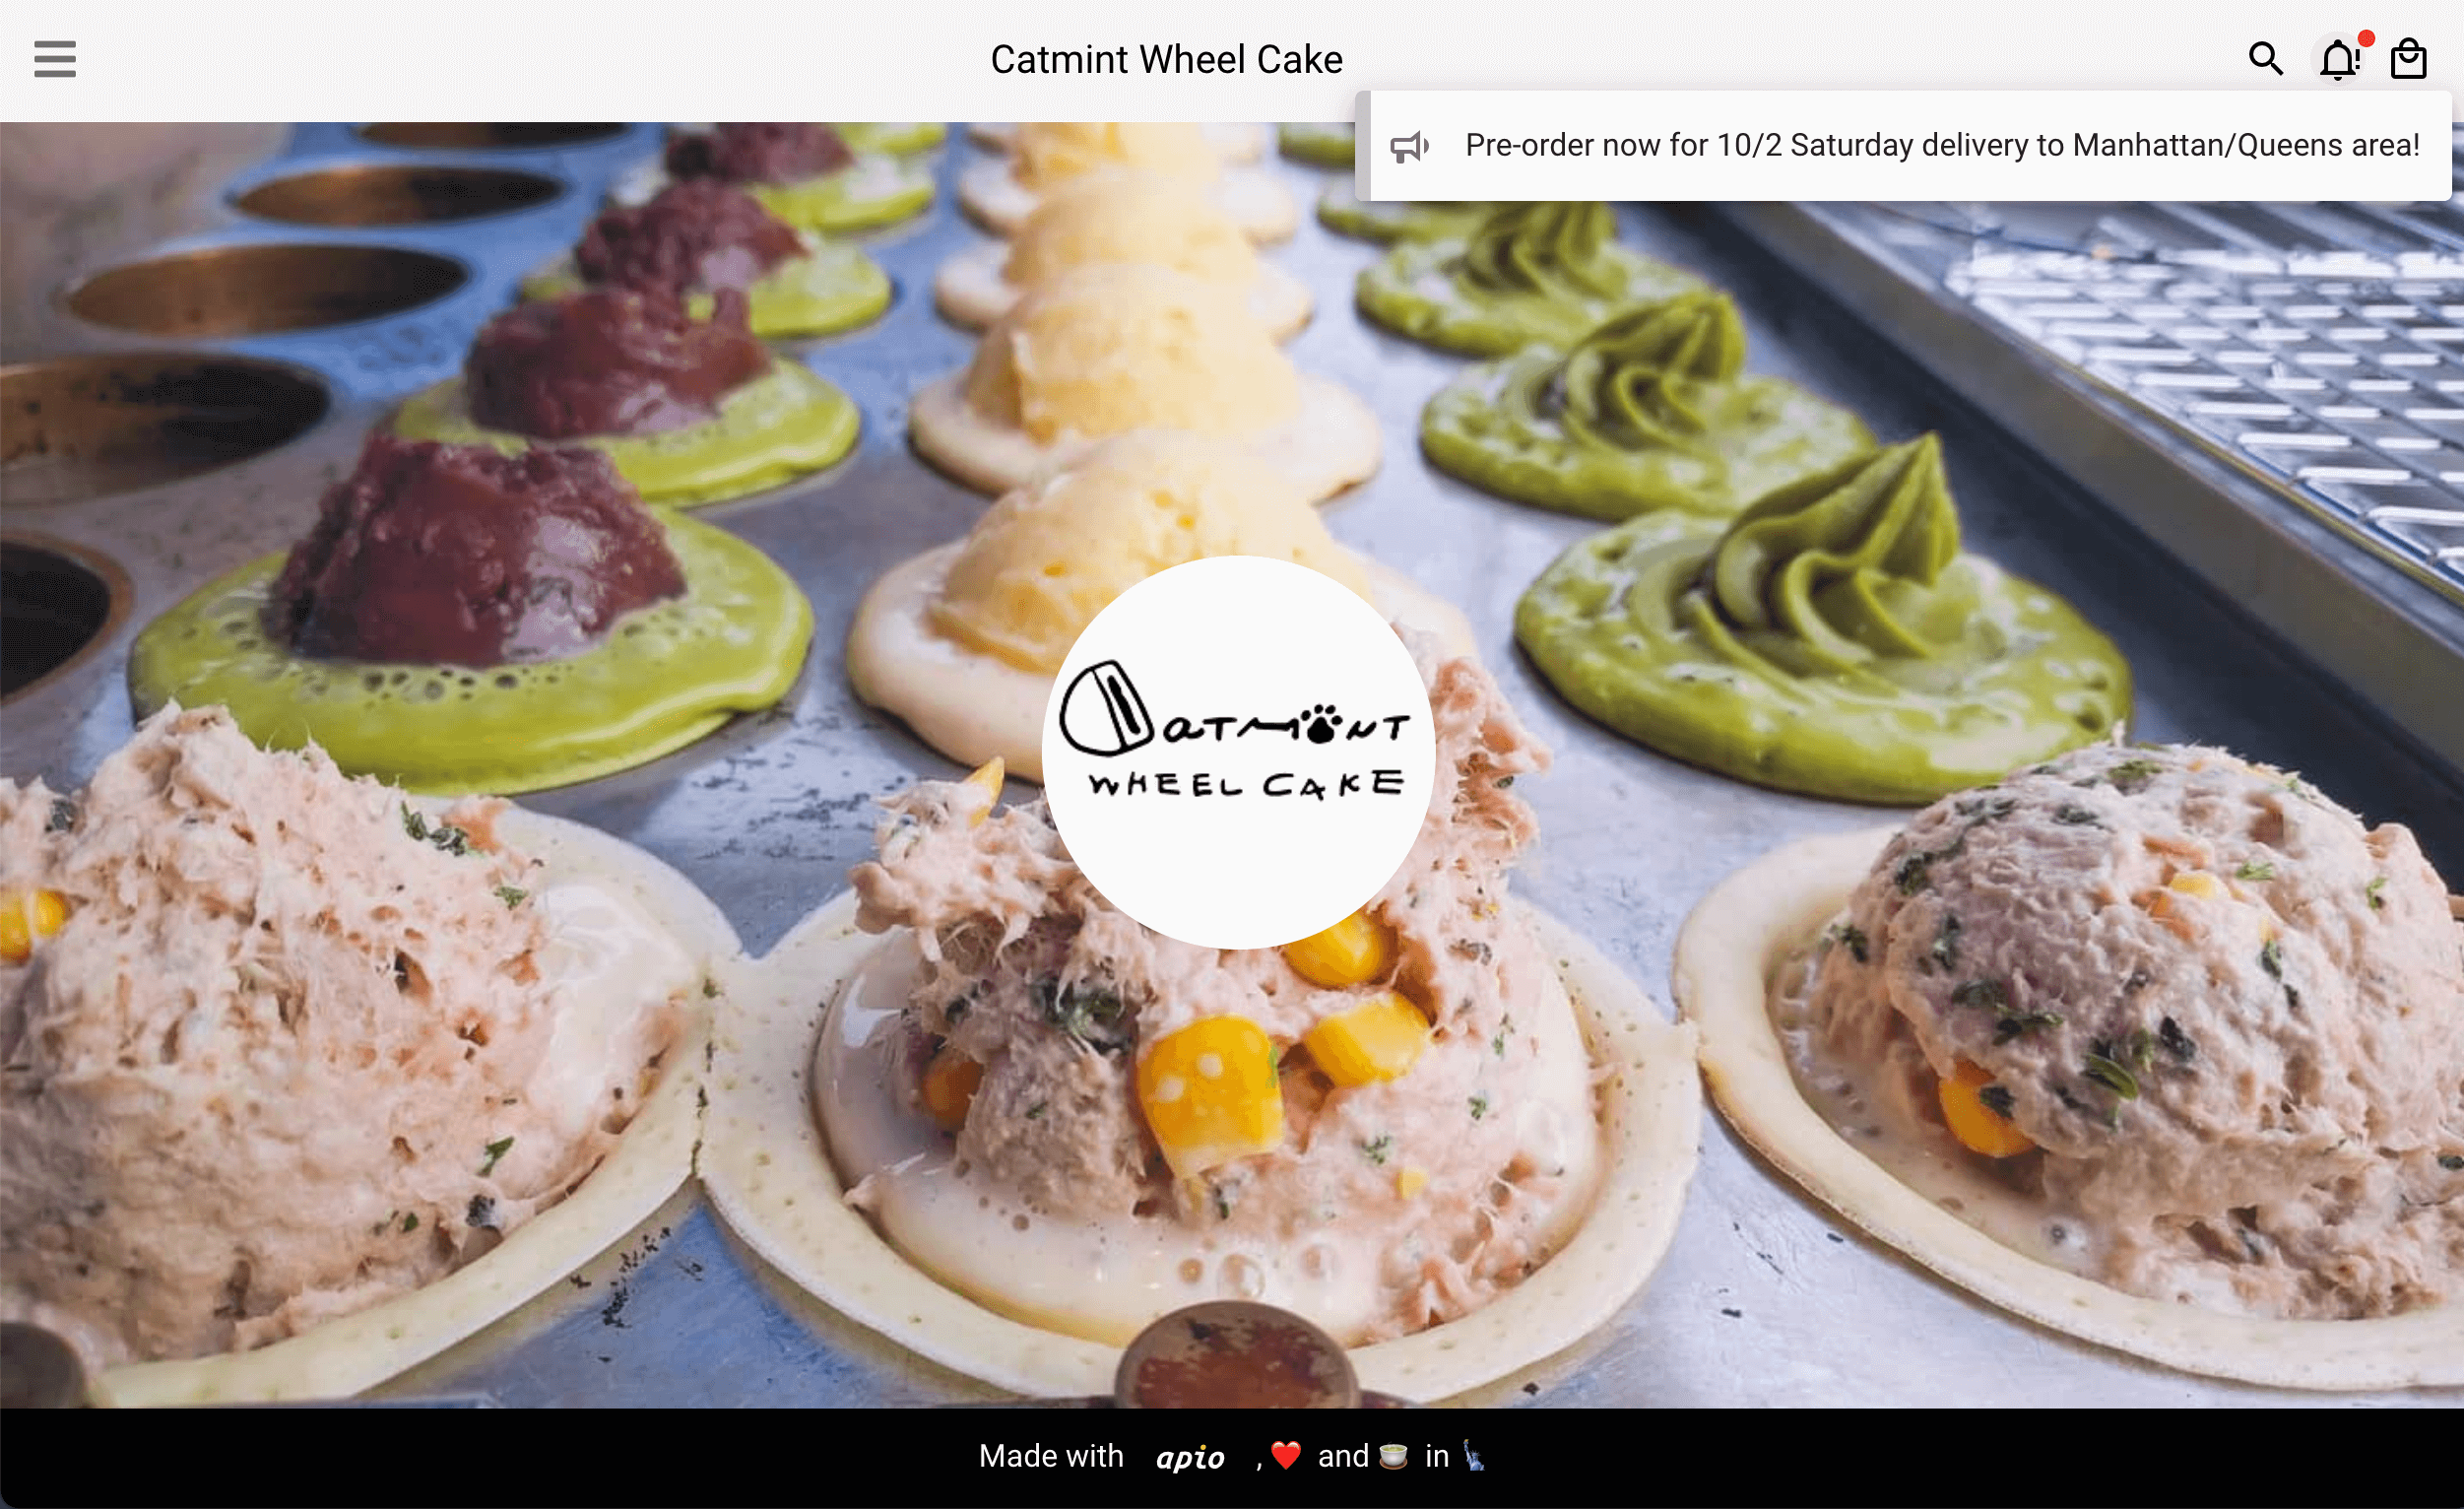 Catmint Wheel Cake
Pre-order now for 10/2 Saturday delivery to Manhattan/Queens area!
Catmint
WHEEL CAKE
Made with apio , ❤️ and 🍵 in 🗽